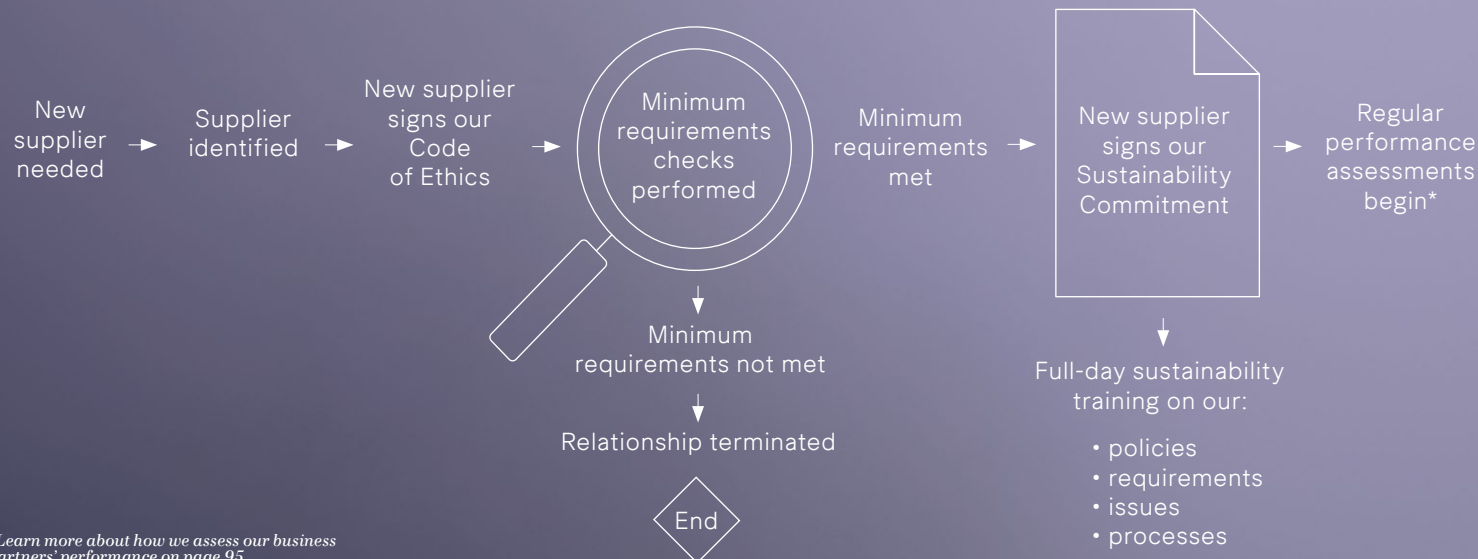 New
supplier
needed
Supplier
identified
New supplier
signs our
Code
of Ethics
Minimum
requirements
checks
performed
Minimum
requirements
met
New supplier
signs our
Sustainability
Commitment
Regular
performance
assessments
begin*
Minimum
requirements not met
Relationship terminated
End
Full-day sustainability
training on our:
• policies
• requirements
• issues
• processes
Learn more about how we assess our business
artners' performance on page 95